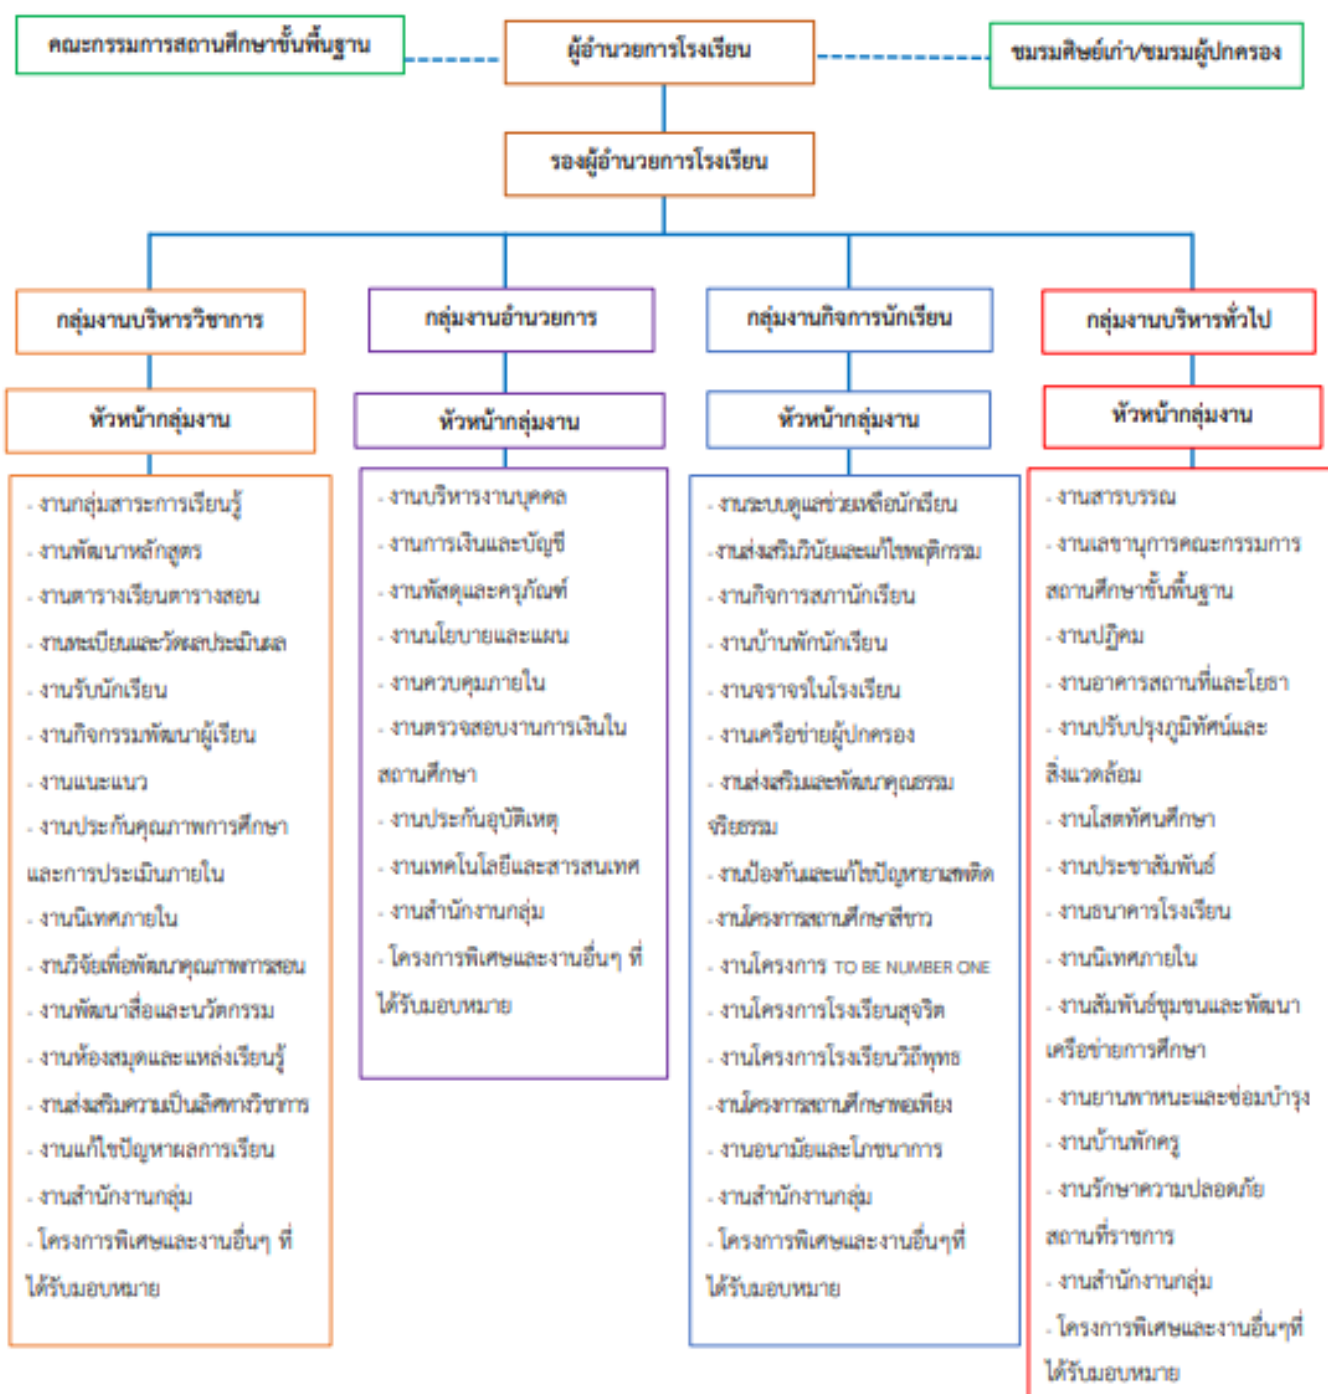 คณะกรรมการสถานศึกษาขั้นพื้นฐาน
ผู้อำนวยการโรงเรียน
ชมรมศิษย์เก่า/ชมรมผู้ปกครอง
รองผู้อำนวยการโรงเรียน
กลุ่มงานบริหารวิชาการ
หัวหน้ากลุ่มงาน
- งานกลุ่มสาระการเรียนรู้
- งานพัฒนาหลักสูตร
- งานตารางเรียนตารางสอน
- งานทะเบียนและวัดผลประเมินผล
- งานรับนักเรียน
- งานกิจกรรมพัฒนาผู้เรียน
- งานแนะแนว
- งานประกันคุณภาพการศึกษา
และการประเมินภายใน
- งานนิเทศภายใน
- งานวิจัยเพื่อพัฒนาคุณภาพการสอน
- งานพัฒนาสื่อและนวัตกรรม
- งานห้องสมุดและแหล่งเรียนรู้
- งานส่งเสริมความเป็นเลิศทางวิชาการ
- งานแก้ไขปัญหาผลการเรียน
- งานสำนักงานกลุ่ม
- โครงการพิเศษและงานอื่นๆ ที่
ได้รับมอบหมาย
กลุ่มงานอำนวยการ
หัวหน้ากลุ่มงาน
- งานบริหารงานบุคคล
- งานการเงินและบัญชี
- งานพัสดุและครุภัณฑ์
- งานนโยบายและแผน
- งานควบคุมภายใน
- งานตรวจสอบงานการเงินใน
สถานศึกษา
- งานประกันอุบัติเหตุ
- งานเทคโนโลยีและสารสนเทศ
- งานสำนักงานกลุ่ม
- โครงการพิเศษและงานอื่นๆ ที่
ได้รับมอบหมาย
กลุ่มงานกิจการนักเรียน
หัวหน้ากลุ่มงาน
- งานระบบดูแลช่วยเหลือนักเรียน
-งานส่งเสริมวินัยและแก้ไขพฤติกรรม
- งานกิจการสภานักเรียน
- งานบ้านพักนักเรียน
- งานจราจรในโรงเรียน
- งานเครือข่ายผู้ปกครอง
- งานส่งเสริมและพัฒนาคุณธรรม
จริยธรรม
- งานป้องกันและแก้ไขปัญหายาเสพติด
- งานโครงการสถานศึกษาสีขาว
- งานโครงการ TO BE NUMBER ONE
- งานโครงการโรงเรียนสุจริต
- งานโครงการโรงเรียนวิถีพุทธ
-งานโครงการสถานศึกษาพอเพียง
- งานอนามัยและโภชนาการ
- งานสำนักงานกลุ่ม
- โครงการพิเศษและงานอื่นๆที่
ได้รับมอบหมาย
กลุ่มงานบริหารทั่วไป
หัวหน้ากลุ่มงาน
- งานสารบรรณ
- งานเลขานุการคณะกรรมการ
สถานศึกษาขั้นพื้นฐาน
- งานปฏิคม
- งานอาคารสถานที่และโยธา
- งานปรับปรุงภูมิทัศน์และ
สิ่งแวดล้อม
- งานโสตทัศนศึกษา
- งานประชาสัมพันธ์
- งานธนาคารโรงเรียน
- งานนิเทศภายใน
- งานสัมพันธ์ชุมชนและพัฒนา
เครือข่ายการศึกษา
- งานยานพาหนะและซ่อมบำรุง
- งานบ้านพักครู
- งานรักษาความปลอดภัย
สถานที่ราชการ
- งานสำนักงานกลุ่ม
- โครงการพิเศษและงานอื่นๆที่
ได้รับมอบหมาย